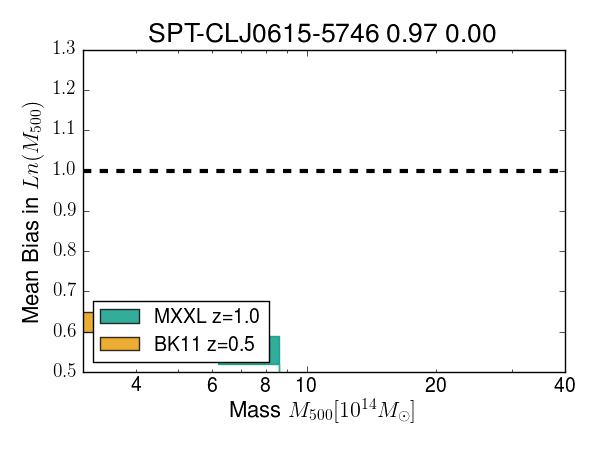 SPT-CLJ0615-5746 0.97 0.00
Mean Bias in Ln(M500)
1.3
1.2
1.1
1.0
0.9
0.8
0.7
0.6
0.5
MXXL z=1.0
BK11 z=0.5
4 6 8 10 20 40
Mass M500[10^14 M⊙]